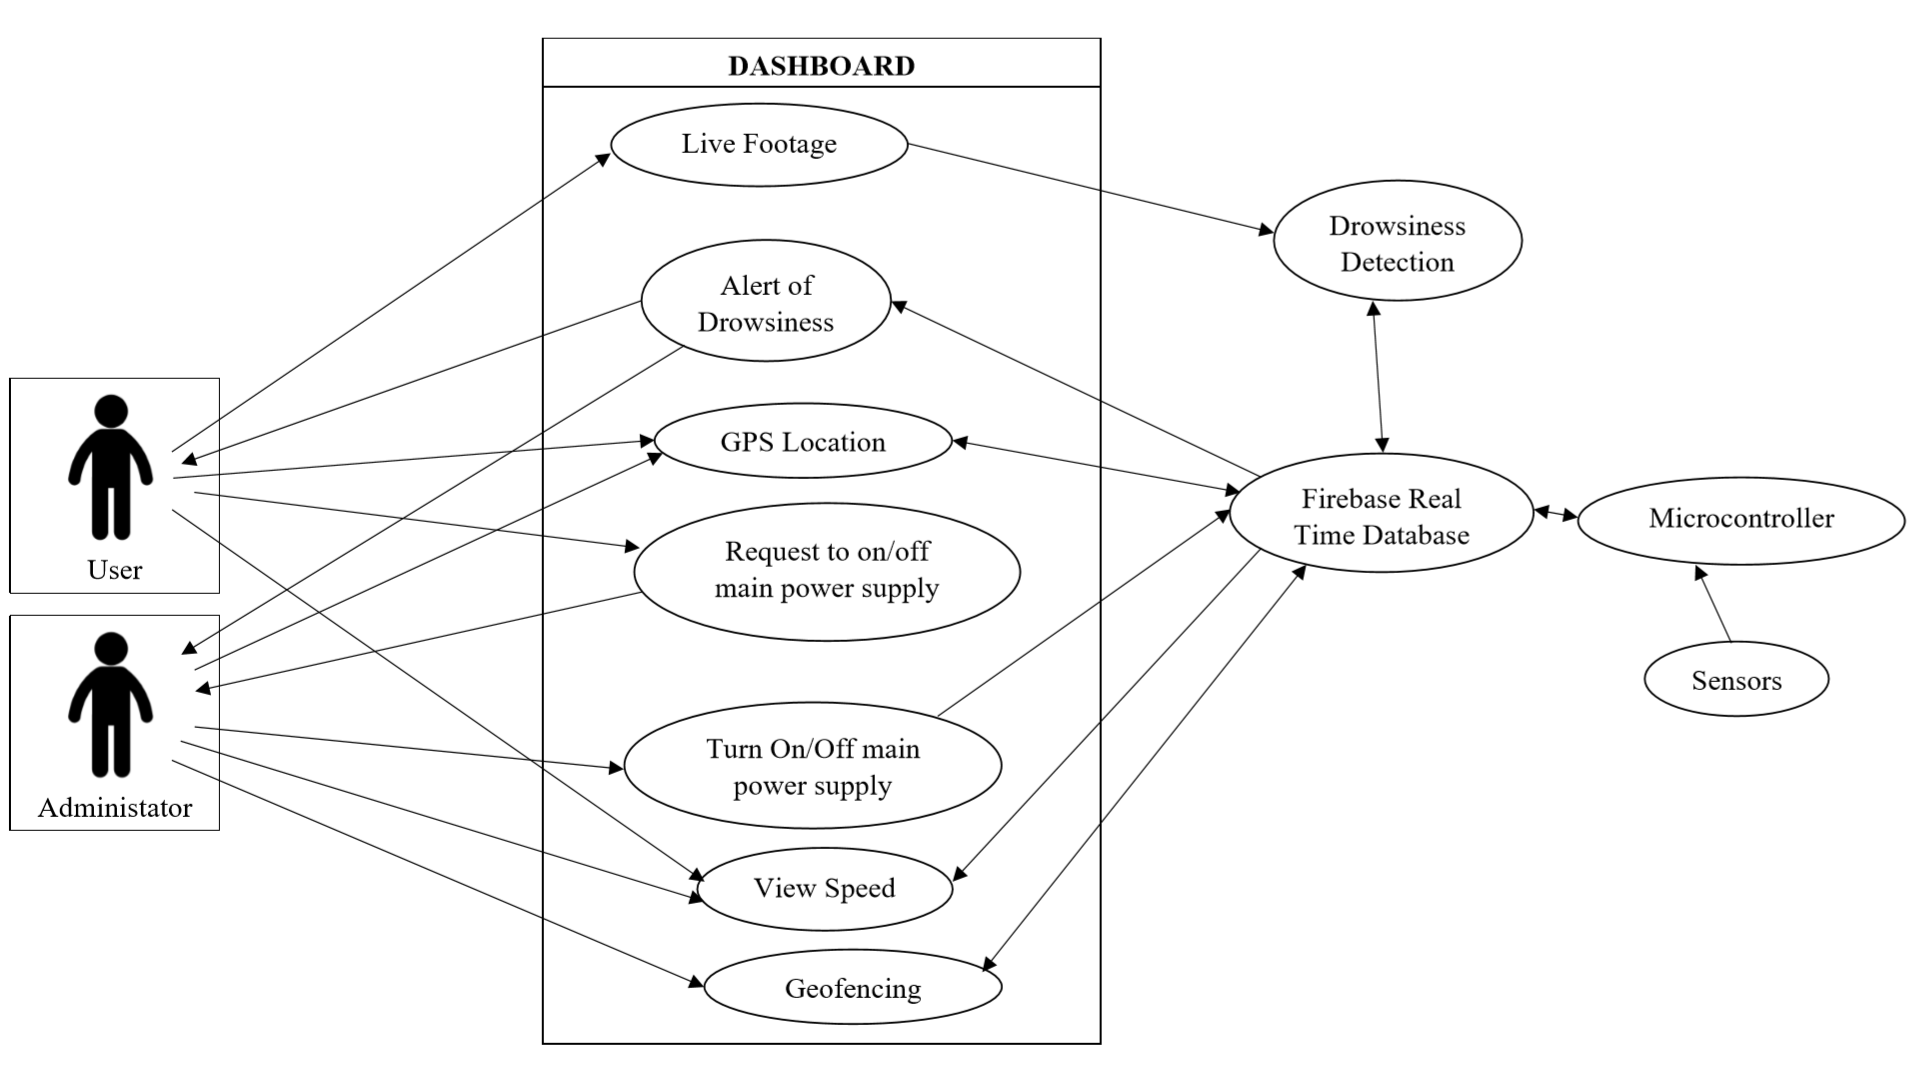 DASHBOARD
Live Footage
Alert of
Drowsiness
GPS Location
Request to on/off
main power supply
Turn On/Off main
power supply
View Speed
Geofencing
User
Administator
Drowsiness
Detection
Firebase Real
Time Database
Microcontroller
Sensors